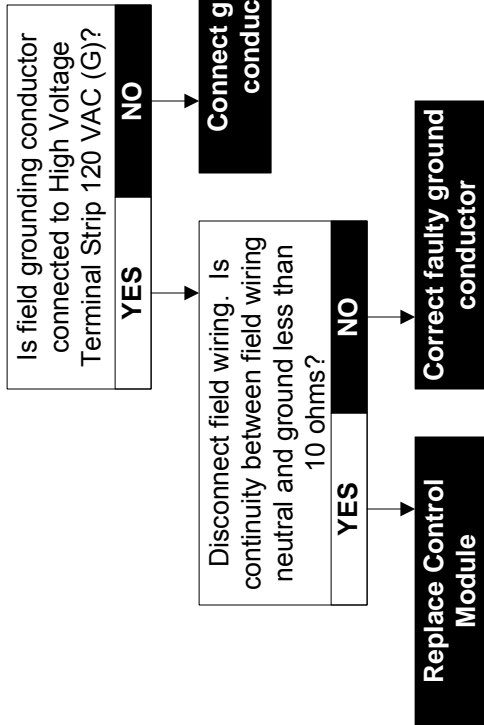 Is field grounding conductor
connected to High Voltage
Terminal Strip 120 VAC (G)?
YES
NO
Connect
Disconnect field wiring. Is
continuity between field wiring
neutral and ground less than
10 ohms?
YES
NO
Replace Control
Module
Correct faulty ground
conductor